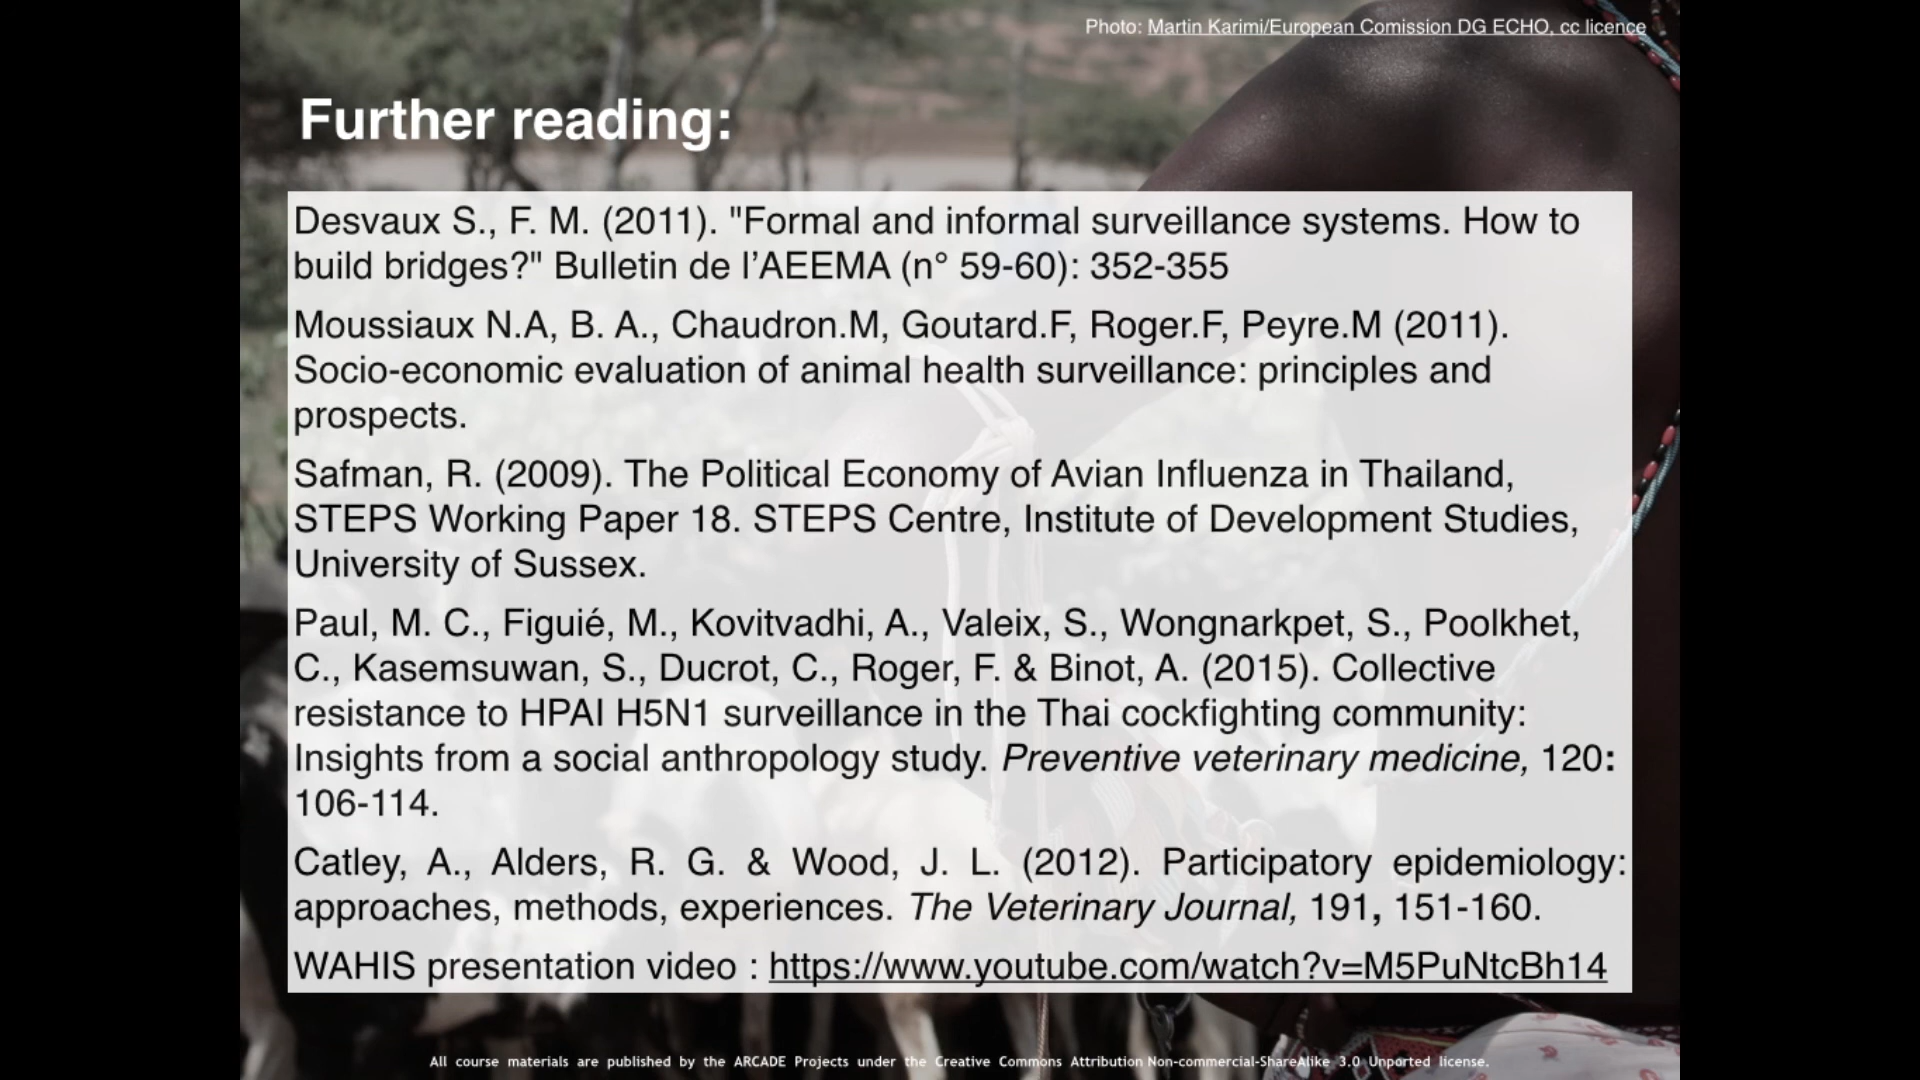 Photo: Martin Karimi/European Comission DG ECHO, cc licence
Further reading:
Desvaux S., F. M. (2011). "Formal and informal surveillance systems. How to
build bridges?" Bulletin de l’AEEMA (n° 59-60): 352-355
Moussiaux N.A, B. A., Chaudron.M, Goutard.F, Roger.F, Peyre.M (2011).
Socio-economic evaluation of animal health surveillance: principles and
prospects.
Safman, R. (2009). The Political Economy of Avian Influenza in Thailand,
STEPS Working Paper 18. STEPS Centre, Institute of Development Studies,
University of Sussex.
Paul, M. C., Figuié, M., Kovitvadhi, A., Valeix, S., Wongnarkpet, S., Poolkhet,
C., Kasemsuwan, S., Ducrot, C., Roger, F. & Binot, A. (2015). Collective
resistance to HPAI H5N1 surveillance in the Thai cockfighting community:
Insights from a social anthropology study. Preventive veterinary medicine, 120:
106-114.
Catley, A., Alders, R. G. & Wood, J. L. (2012). Participatory epidemiology:
approaches, methods, experiences. The Veterinary Journal, 191, 151-160.
WAHIS presentation video : https://www.youtube.com/watch?v=M5PuNtcBh14
All course materials are published by the ARCADE Projects under the Creative Commons Attribution Non-commercial-ShareAlike 3.0 Unported license.